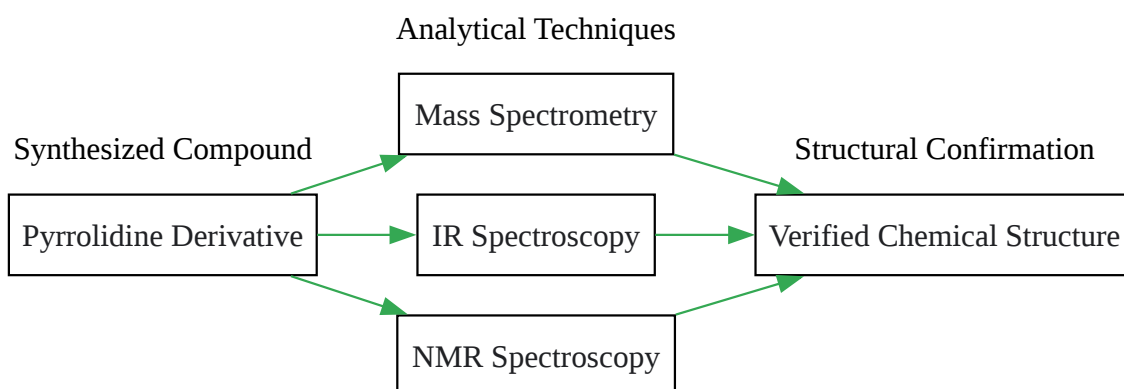 Analytical Techniques
Mass Spectrometry
Synthesized Compound
Structural Confirmation
Pyrrolidine Derivative
IR Spectroscopy
Verified Chemical Structure
NMR Spectroscopy